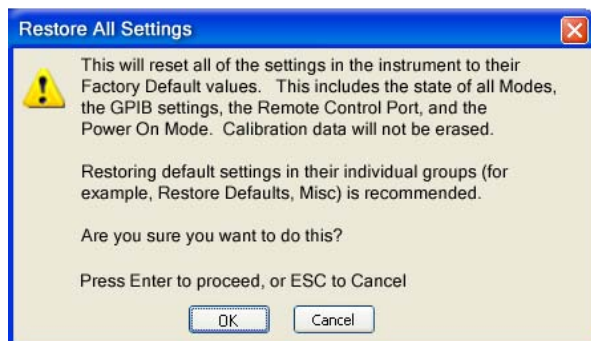 Restore All Settings
This will reset all of the settings in the instrument to their
Factory Default values.  This includes the state of all Modes,
the GPIB settings, the Remote Control Port, and the
Power On Mode.  Calibration data will not be erased.
Restoring default settings in their individual groups (for
example, Restore Defaults, Misc) is recommended.
Are you sure you want to do this?
Press Enter to proceed, or ESC to Cancel
OK Cancel